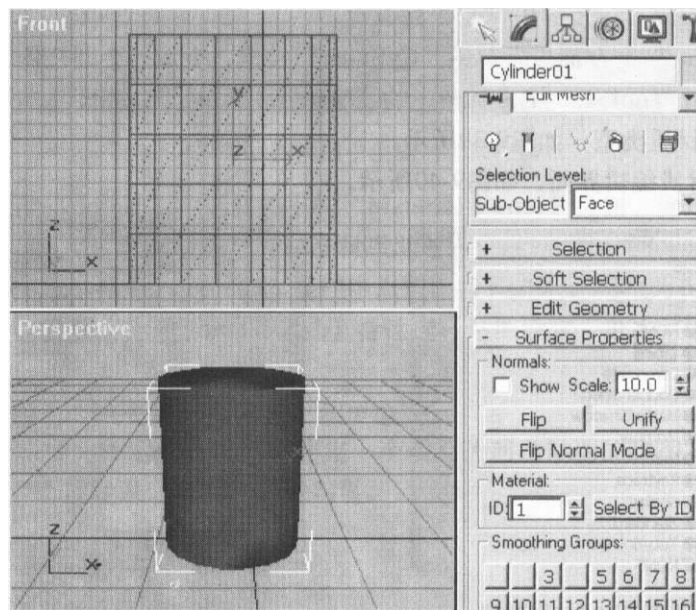 Front
y
z
x
z
x
Perspective
z
x
Cylinder01
Edit Mesh
Selection Level:
Sub-Object Face
+ Selection
+ Soft Selection
+ Edit Geometry
- Surface Properties
Normals:
Show Scale: 10.0
Flip Unify
Flip Normal Mode
Material:
ID: 1 Select By ID
Smoothing Groups:
3 5 6 7 8
9 10 11 12 13 14 15 16